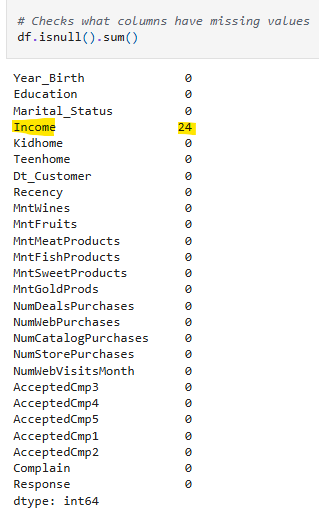 # Checks what columns have missing values
df.isnull().sum()
Year_Birth 0
Education 0
Marital_Status 0
Income 24
Kidhome 0
Teenhome 0
Dt_Customer 0
Recency 0
MntWines 0
MntFruits 0
MntMeatProducts 0
MntFishProducts 0
MntSweetProducts 0
MntGoldProds 0
NumDealsPurchases 0
NumWebPurchases 0
NumCatalogPurchases 0
NumStorePurchases 0
NumWebVisitsMonth 0
AcceptedCmp3 0
AcceptedCmp4 0
AcceptedCmp5 0
AcceptedCmp1 0
AcceptedCmp2 0
Complain 0
Response 0
dtype: int64